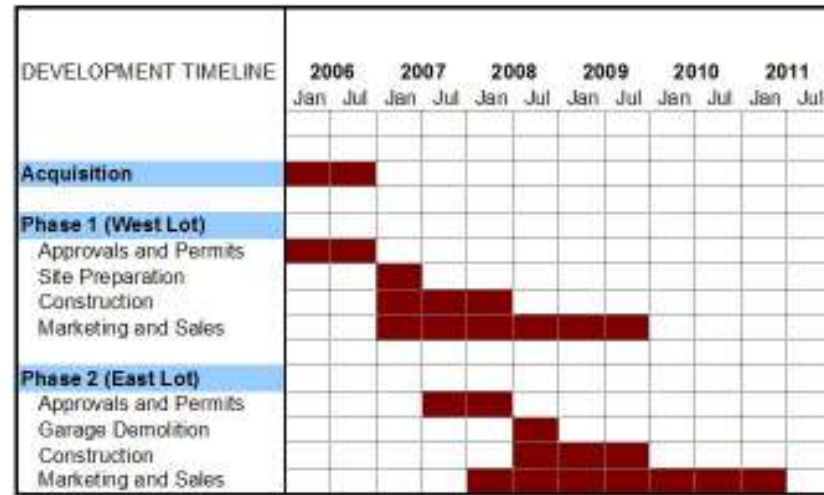 DEVELOPMENT TIMELINE 2006 2007 2008 2009 2010 2011
Jan Jul Jan Jul Jan Jul Jan Jul Jan Jul Jan Jul
Acquisition
Phase 1 (West Lot)
Approvals and Permits
Site Preparation
Construction
Marketing and Sales
Phase 2 (East Lot)
Approvals and Permits
Garage Demolition
Construction
Marketing and Sales